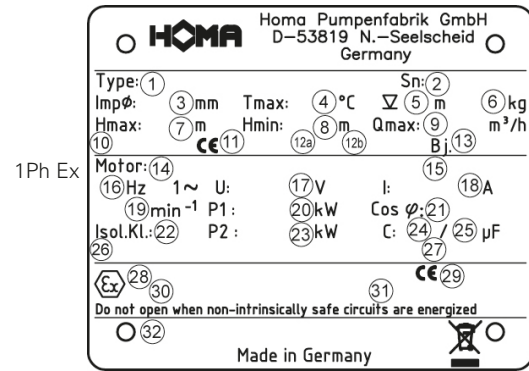 HOMA Homa Pumpenfabrik GmbH
D-53819 N.-Seelscheid
Germany
Type: 1 Sn: 2
Impø: 3 mm Tmax: 4 °C ▽ 5 m 6 kg
Hmax: 7 m Hmin: 8 m Qmax: 9 m³/h
10 CE 11 12a 12b Bj. 13
1Ph Ex
Motor: 14 15
16 Hz 1~ U: 17 V I: 18 A
19 min⁻¹ P1: 20 kW Cos φ: 21
Isol.Kl.: 22 P2: 23 kW C: 24 / 25 µF
26 27
Ex 28 CE 29
30 31
Do not open when non-intrinsically safe circuits are energized
32
Made in Germany